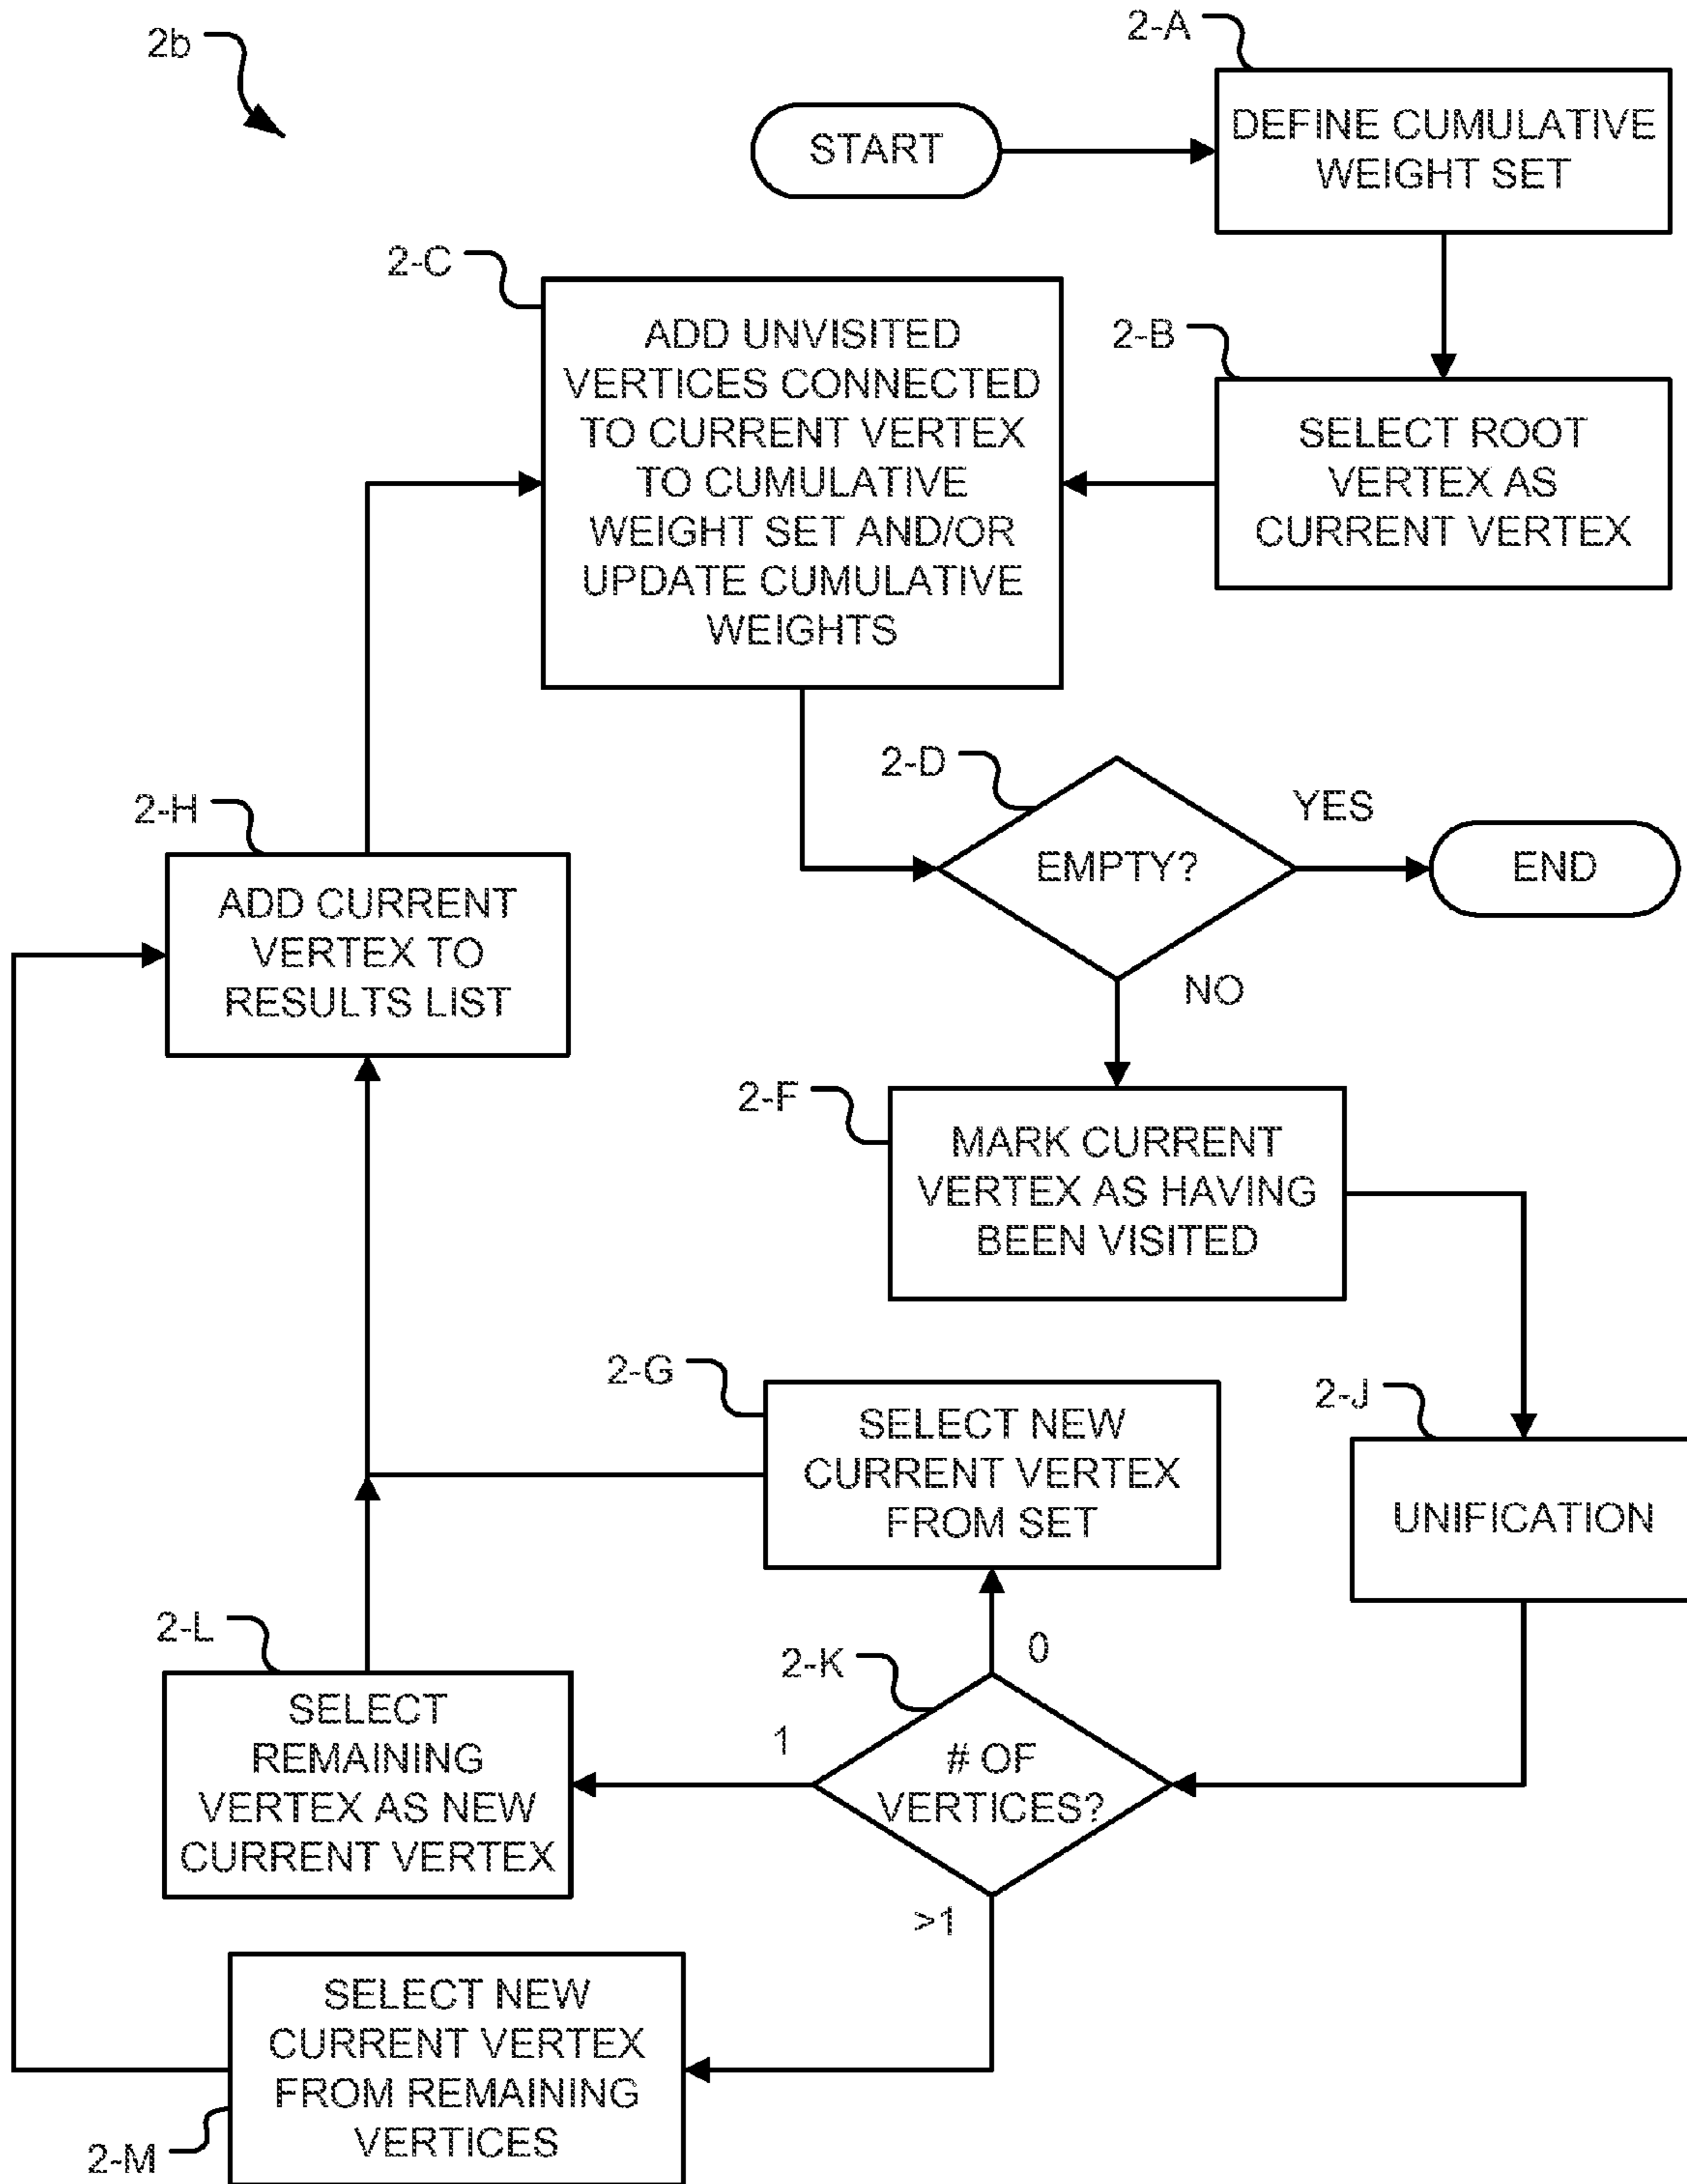 2b
2-A
START
DEFINE CUMULATIVE
WEIGHT SET
2-C
ADD UNVISITED
VERTICES CONNECTED
TO CURRENT VERTEX
TO CUMULATIVE
WEIGHT SET AND/OR
UPDATE CUMULATIVE
WEIGHTS
2-B
SELECT ROOT
VERTEX AS
CURRENT VERTEX
2-D
EMPTY?
YES
END
NO
2-H
ADD CURRENT
VERTEX TO
RESULTS LIST
2-F
MARK CURRENT
VERTEX AS HAVING
BEEN VISITED
2-G
SELECT NEW
CURRENT VERTEX
FROM SET
2-J
UNIFICATION
2-L
SELECT
REMAINING
VERTEX AS NEW
CURRENT VERTEX
2-K
0
1
# OF
VERTICES?
>1
SELECT NEW
CURRENT VERTEX
FROM REMAINING
VERTICES
2-M